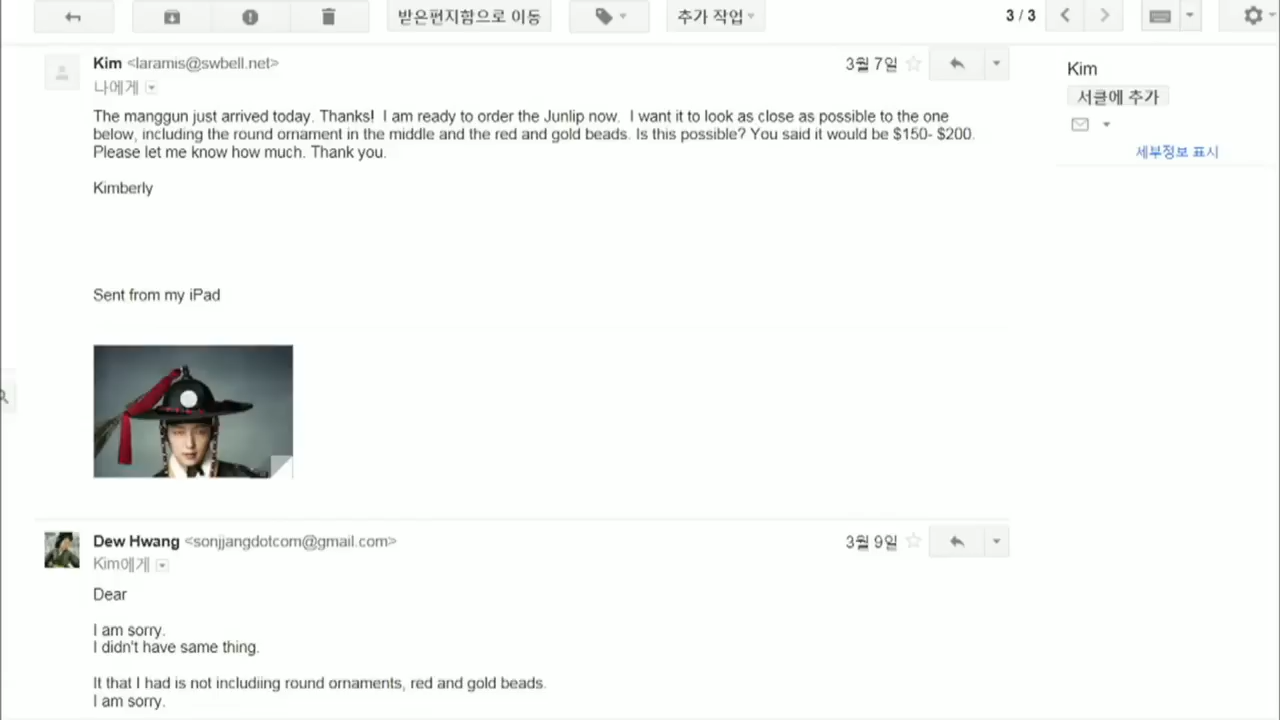 받은편지함으로 이동
추가 작업
3 / 3
Kim <laramis@swbell.net>
3월 7일
나에게
The manggun just arrived today. Thanks!  I am ready to order the Junlip now.  I want it to look as close as possible to the one
below, including the round ornament in the middle and the red and gold beads. Is this possible? You said it would be $150- $200.
Please let me know how much. Thank you.
Kimberly
Sent from my iPad
Kim
서클에 추가
세부정보 표시
Dew Hwang <sonjjangdotcom@gmail.com>
3월 9일
Kim에게
Dear
I am sorry.
I didn't have same thing.
It that I had is not includiing round ornaments, red and gold beads.
I am sorry.